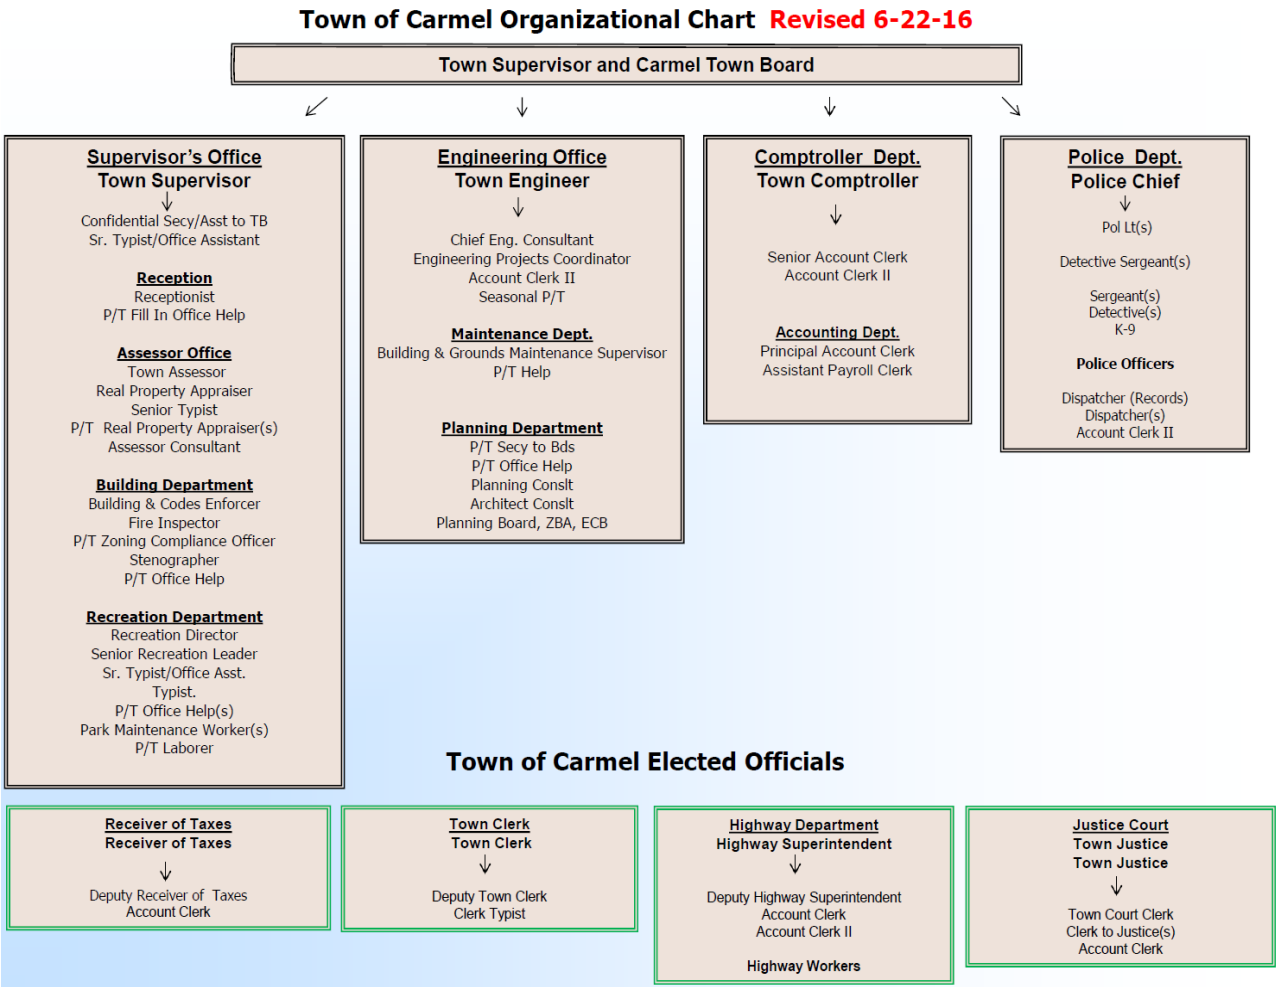 Town of Carmel Organizational Chart Revised 6-22-16
Town Supervisor and Carmel Town Board
Supervisor's Office
Town Supervisor
Confidential Secy/Asst to TB
Sr. Typist/Office Assistant
Reception
Receptionist
P/T Fill In Office Help
Assessor Office
Town Assessor
Real Property Appraiser
Senior Typist
P/T Real Property Appraiser(s)
Assessor Consultant
Building Department
Building & Codes Enforcer
Fire Inspector
P/T Zoning Compliance Officer
Stenographer
P/T Office Help
Recreation Department
Recreation Director
Senior Recreation Leader
Sr. Typist/Office Asst.
Typist.
P/T Office Help(s)
Park Maintenance Worker(s)
P/T Laborer
Engineering Office
Town Engineer
Chief Eng. Consultant
Engineering Projects Coordinator
Account Clerk II
Seasonal P/T
Maintenance Dept.
Building & Grounds Maintenance Supervisor
P/T Help
Planning Department
P/T Secy to Bds
P/T Office Help
Planning Conslt
Architect Conslt
Planning Board, ZBA, ECB
Comptroller Dept.
Town Comptroller
Senior Account Clerk
Account Clerk II
Accounting Dept.
Principal Account Clerk
Assistant Payroll Clerk
Police Dept.
Police Chief
Pol Lt(s)
Detective Sergeant(s)
Sergeant(s)
Detective(s)
K-9
Police Officers
Dispatcher (Records)
Dispatcher(s)
Account Clerk II
Town of Carmel Elected Officials
Receiver of Taxes
Receiver of Taxes
Deputy Receiver of Taxes
Account Clerk
Town Clerk
Town Clerk
Deputy Town Clerk
Clerk Typist
Highway Department
Highway Superintendent
Deputy Highway Superintendent
Account Clerk
Account Clerk II
Highway Workers
Justice Court
Town Justice
Town Justice
Town Court Clerk
Clerk to Justice(s)
Account Clerk